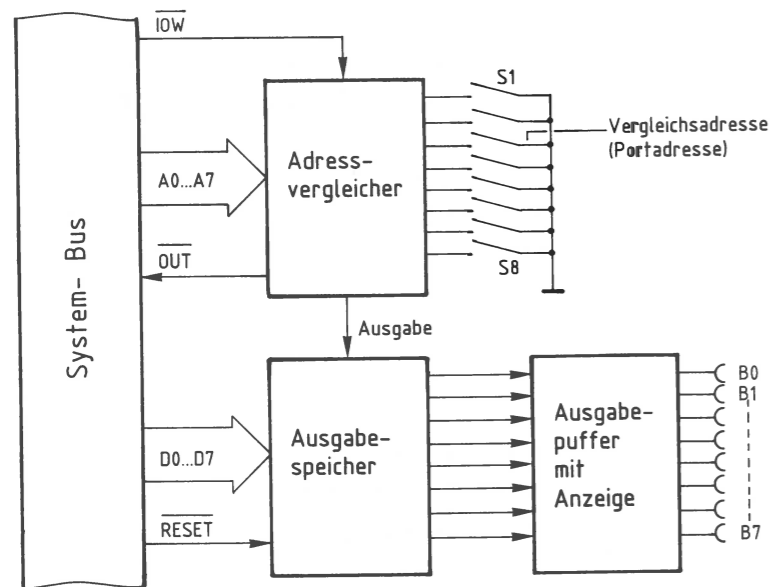 IOW
S1
Vergleichsadresse
(Portadresse)
Adress-
vergleicher
A0...A7
OUT
S8
System- Bus
Ausgabe
B0
B1
Ausgabe-
speicher
Ausgabe-
puffer
mit
Anzeige
D0...D7
RESET
B7